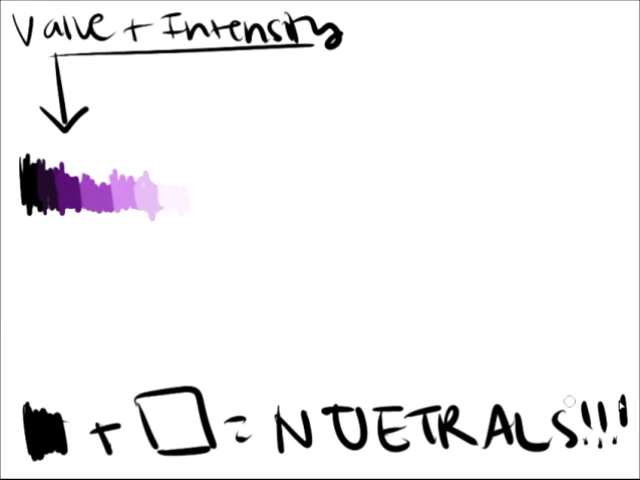 Value + Intensity
+ = NUETRALS!!!